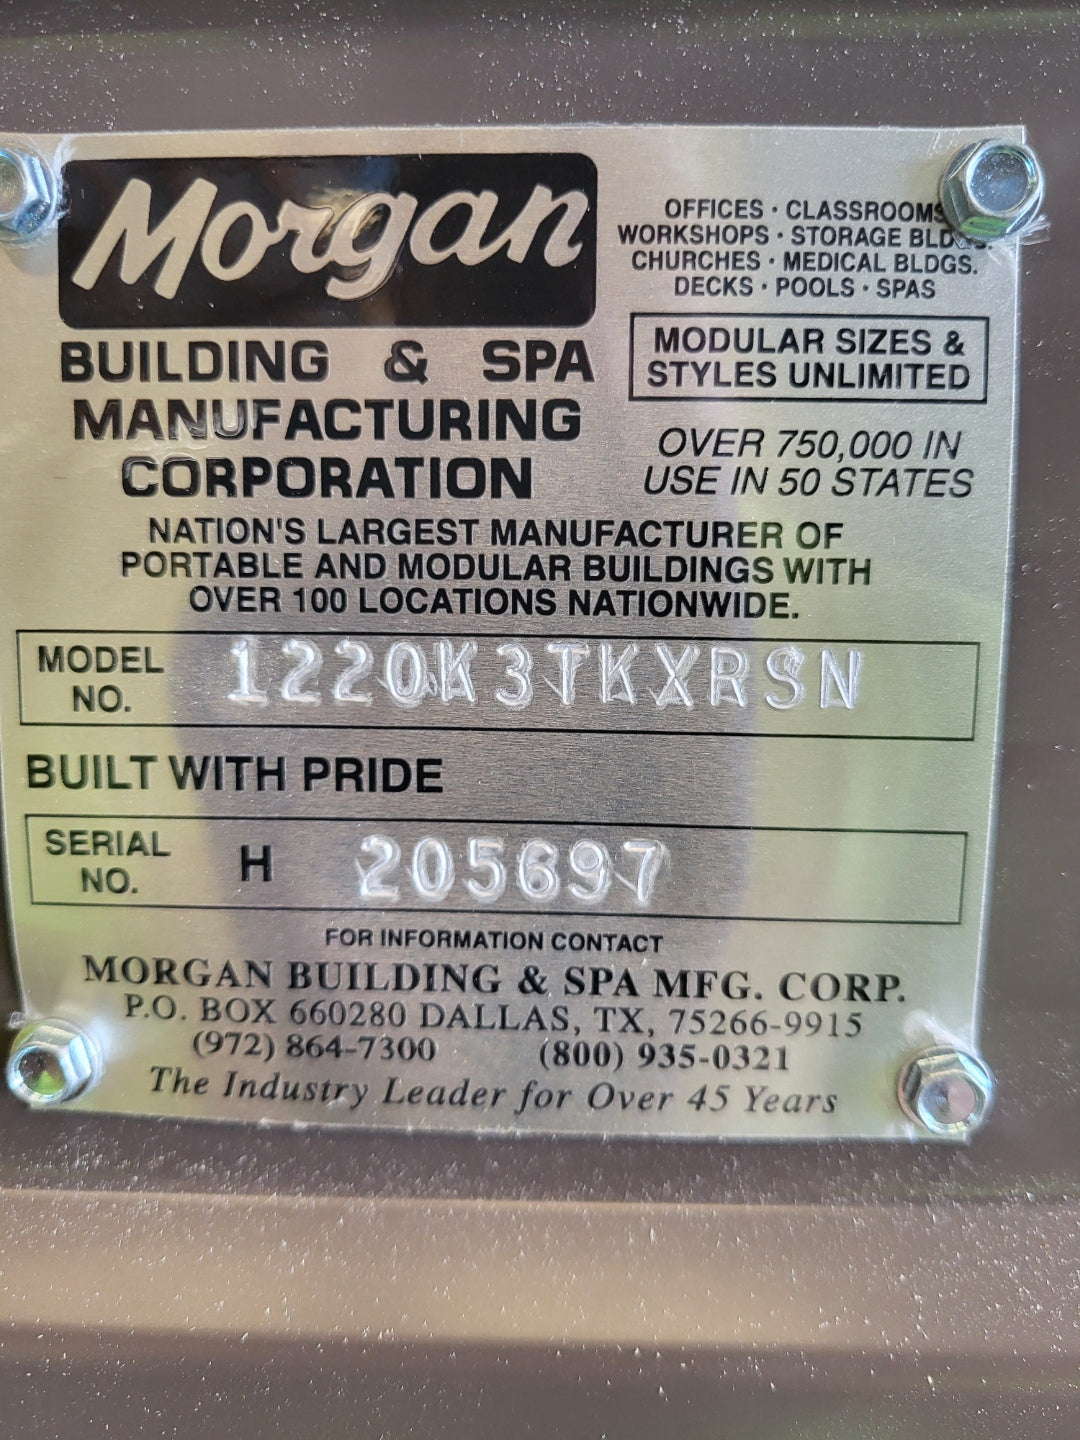 Morgan
BUILDING & SPA
MANUFACTURING
CORPORATION
OFFICES · CLASSROOMS
WORKSHOPS · STORAGE BLDGS.
CHURCHES · MEDICAL BLDGS.
DECKS · POOLS · SPAS
MODULAR SIZES &
STYLES UNLIMITED
OVER 750,000 IN
USE IN 50 STATES
NATION'S LARGEST MANUFACTURER OF
PORTABLE AND MODULAR BUILDINGS WITH
OVER 100 LOCATIONS NATIONWIDE.
MODEL NO. 1220K3TKXRSN
BUILT WITH PRIDE
SERIAL NO. H 205697
FOR INFORMATION CONTACT
MORGAN BUILDING & SPA MFG. CORP.
P.O. BOX 660280 DALLAS, TX, 75266-9915
(972) 864-7300 (800) 935-0321
The Industry Leader for Over 45 Years